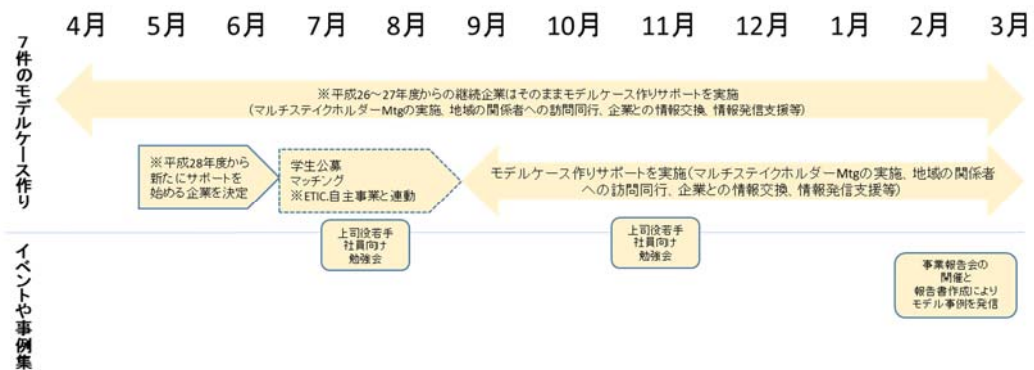 4月 5月 6月 7月 8月 9月 10月 11月 12月 1月 2月 3月
7件のモデルケース作り
※平成26～27年度からの継続企業はそのままモデルケース作りサポートを実施
(マルチステイクホルダーMtgの実施、地域の関係者への訪問同行、企業との情報交換、情報発信支援等)
※平成28年度から
新たにサポートを
始める企業を決定
学生公募
マッチング
※ETIC.自主事業と連動
モデルケース作りサポートを実施(マルチステイクホルダーMtgの実施、地域の関係者
への訪問同行、企業との情報交換、情報発信支援等)
イベントや事例集
上司役若手
社員向け
勉強会
上司役若手
社員向け
勉強会
事業報告会の
開催と
報告書作成により
モデル事例を発信